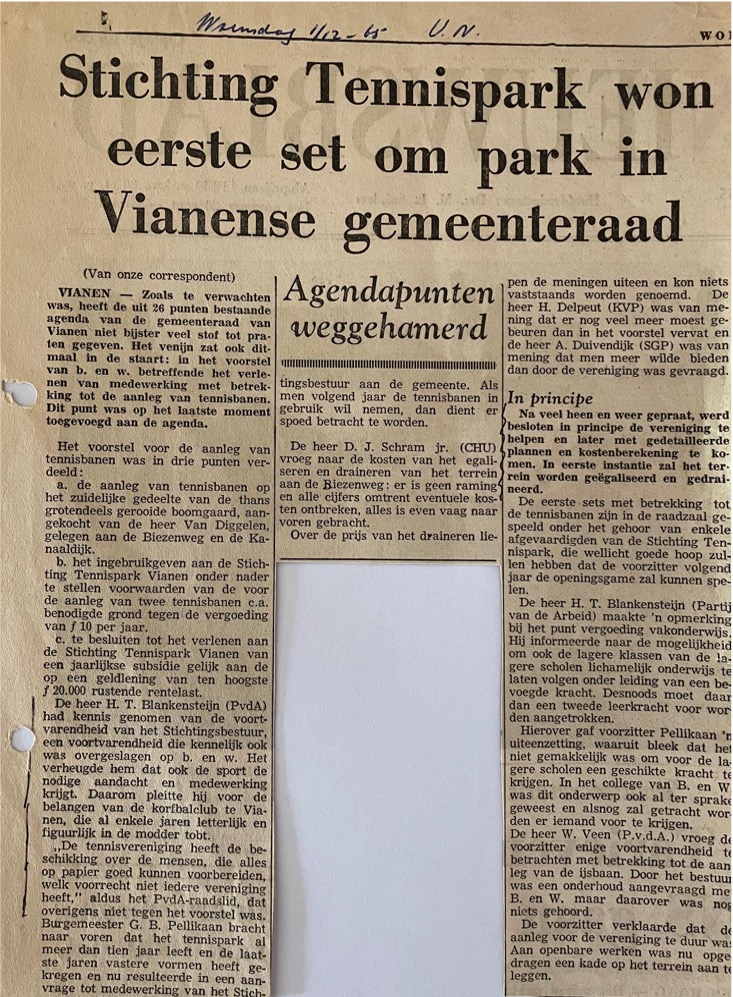 Woensdag 1/12-65 U.N.
WO
Stichting Tennispark won
eerste set om park in
Vianense gemeenteraad
(Van onze correspondent)
VIANEN — Zoals te verwachten
was, heeft de uit 26 punten bestaande
agenda van de gemeenteraad van
Vianen niet bijster veel stof tot pra-
ten gegeven. Het venijn zat ook dit-
maal in de staart: in het voorstel
van b. en w. betreffende het verle-
nen van medewerking met betrek-
king tot de aanleg van tennisbanen.
Dit punt was op het laatste moment
toegevoegd aan de agenda.
Het voorstel voor de aanleg van
tennisbanen was in drie punten ver-
deeld:
a. de aanleg van tennisbanen op
het zuidelijke gedeelte van de thans
grotendeels gerooide boomgaard, aan-
gekocht van de heer Van Diggelen,
gelegen aan de Biezenweg en de Ka-
naaldijk.
b. het ingebruikgeven aan de Stich-
ting Tennispark Vianen onder nader
te stellen voorwaarden van de voor
de aanleg van twee tennisbanen c.a.
benodigde grond tegen de vergoeding
van f 10 per jaar.
c. te besluiten tot het verlenen aan
de Stichting Tennispark Vianen van
een jaarlijkse subsidie gelijk aan de
op een geldlening van ten hoogste
f 20.000 rustende rentelast.
De heer H. T. Blankensteijn (PvdA)
had kennis genomen van de voort-
varendheid van het Stichtingsbestuur,
een voortvarendheid die kennelijk ook
was overgeslagen op b. en w. Het
verheugde hem dat ook de sport de
nodige aandacht en medewerking
krijgt. Daarom pleitte hij voor de
belangen van de korfbalclub te Via-
nen, die al enkele jaren letterlijk en
figuurlijk in de modder tobt.
„De tennisvereniging heeft de be-
schikking over de mensen, die alles
op papier goed kunnen voorbereiden,
welk voorrecht niet iedere vereniging
heeft,” aldus het PvdA-raadslid, dat
overigens niet tegen het voorstel was.
Burgemeester G. B. Pellikaan bracht
naar voren dat het tennispark al
meer dan tien jaar leeft en de laat-
ste jaren vastere vormen heeft ge-
kregen en nu resulteerde in een aan-
vrage tot medewerking van het Stich-
Agendapunten
weggehamerd
tingsbestuur aan de gemeente. Als
men volgend jaar de tennisbanen in
gebruik wil nemen, dan dient er
spoed betracht te worden.
De heer D. J. Schram jr. (CHU)
vroeg naar de kosten van het egali-
seren en draineren van het terrein
aan de Biezenweg: er is geen raming
en alle cijfers omtrent eventuele kos-
ten ontbreken, alles is even vaag naar
voren gebracht.
Over de prijs van het draineren lie-
pen de meningen uiteen en kon niets
vaststaands worden genoemd. De
heer H. Delpeut (KVP) was van me-
ning dat er nog veel meer moest ge-
beuren dan in het voorstel vervat en
de heer A. Duivendijk (SGP) was van
mening dat men meer wilde bieden
dan door de vereniging was gevraagd.
In principe
Na veel heen en weer gepraat, werd
besloten in principe de vereniging te
helpen en later met gedetailleerde
plannen en kostenberekening te ko-
men. In eerste instantie zal het ter-
rein worden geëgaliseerd en gedrai-
neerd.
De eerste sets met betrekking tot
de tennisbanen zijn in de raadzaal ge-
speeld onder het gehoor van enkele
afgevaardigden van de Stichting Ten-
nispark, die wellicht goede hoop zul-
len hebben dat de voorzitter volgend
jaar de openingsgame zal kunnen spe-
len.
De heer H. T. Blankensteijn (Partij
van de Arbeid) maakte 'n opmerking
bij het punt vergoeding vakonderwijs.
Hij informeerde naar de mogelijkheid
om ook de lagere klassen van de la-
gere scholen lichamelijk onderwijs te
laten volgen onder leiding van een be-
voegde kracht. Desnoods moet daar
dan een tweede leerkracht voor wor-
den aangetrokken.
Hierover gaf voorzitter Pellikaan 'n
uiteenzetting, waaruit bleek dat het
niet gemakkelijk was om voor de la-
gere scholen een geschikte kracht te
krijgen. In het college van B. en W.
was dit onderwerp ook al ter sprake
geweest en alsnog zal getracht wor-
den er iemand voor te krijgen.
De heer W. Veen (P.v.d.A.) vroeg de
voorzitter enige voortvarendheid te
betrachten met betrekking tot de aan
leg van de ijsbaan. Door het bestuur
was een onderhoud aangevraagd met
B. en W. maar daarover was nog
niets gehoord.
De voorzitter verklaarde dat de
aanleg voor de vereniging te duur was
Aan openbare werken was nu opge
dragen een kade op het terrein aan te
leggen.